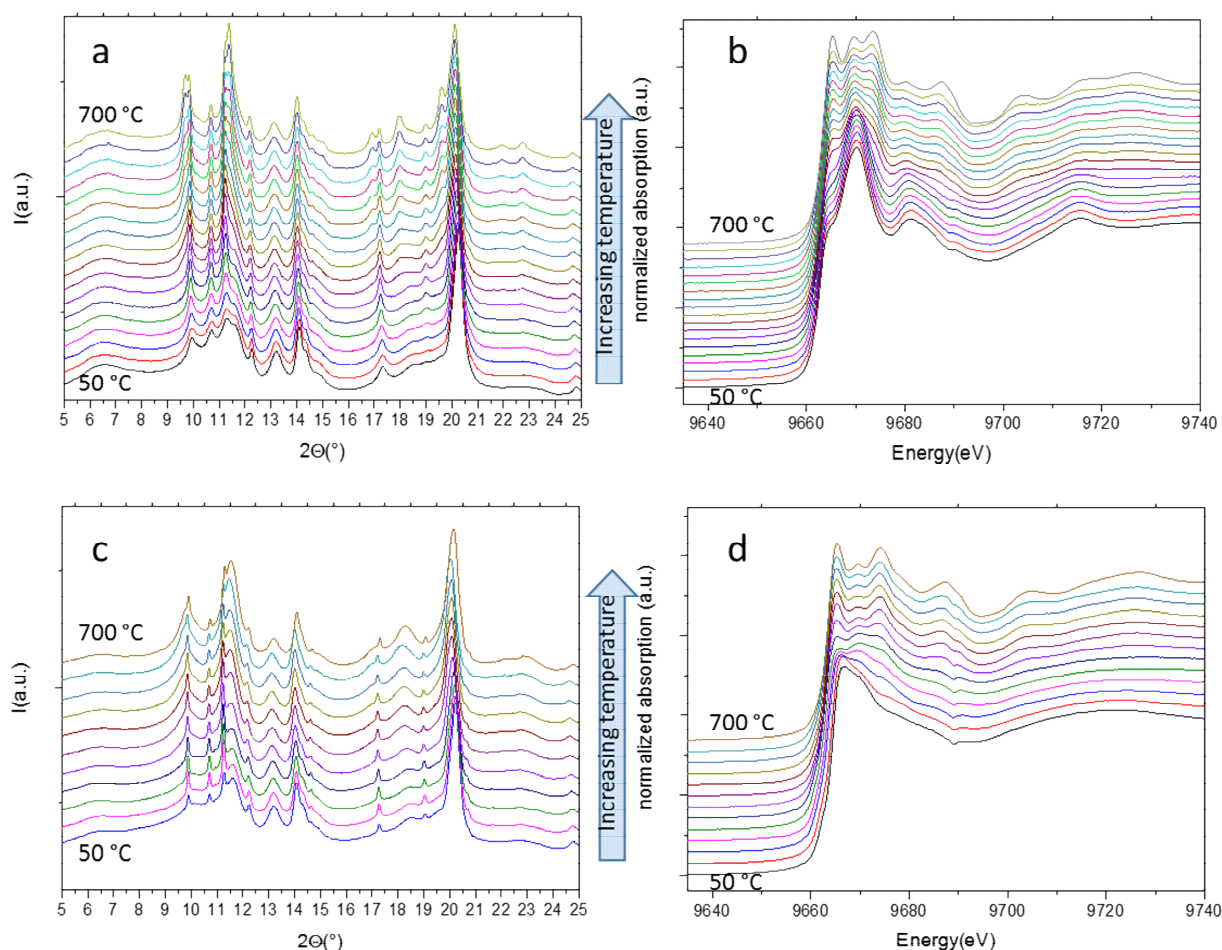 a
I(a.u.)
700 °C
50 °C
5 6 7 8 9 10 11 12 13 14 15 16 17 18 19 20 21 22 23 24 25
2Θ(°)
Increasing temperature
b
normalized absorption (a.u.)
700 °C
50 °C
9640 9660 9680 9700 9720 9740
Energy(eV)
c
I(a.u.)
700 °C
50 °C
5 6 7 8 9 10 11 12 13 14 15 16 17 18 19 20 21 22 23 24 25
2Θ(°)
Increasing temperature
d
normalized absorption (a.u.)
700 °C
50 °C
9640 9660 9680 9700 9720 9740
Energy(eV)